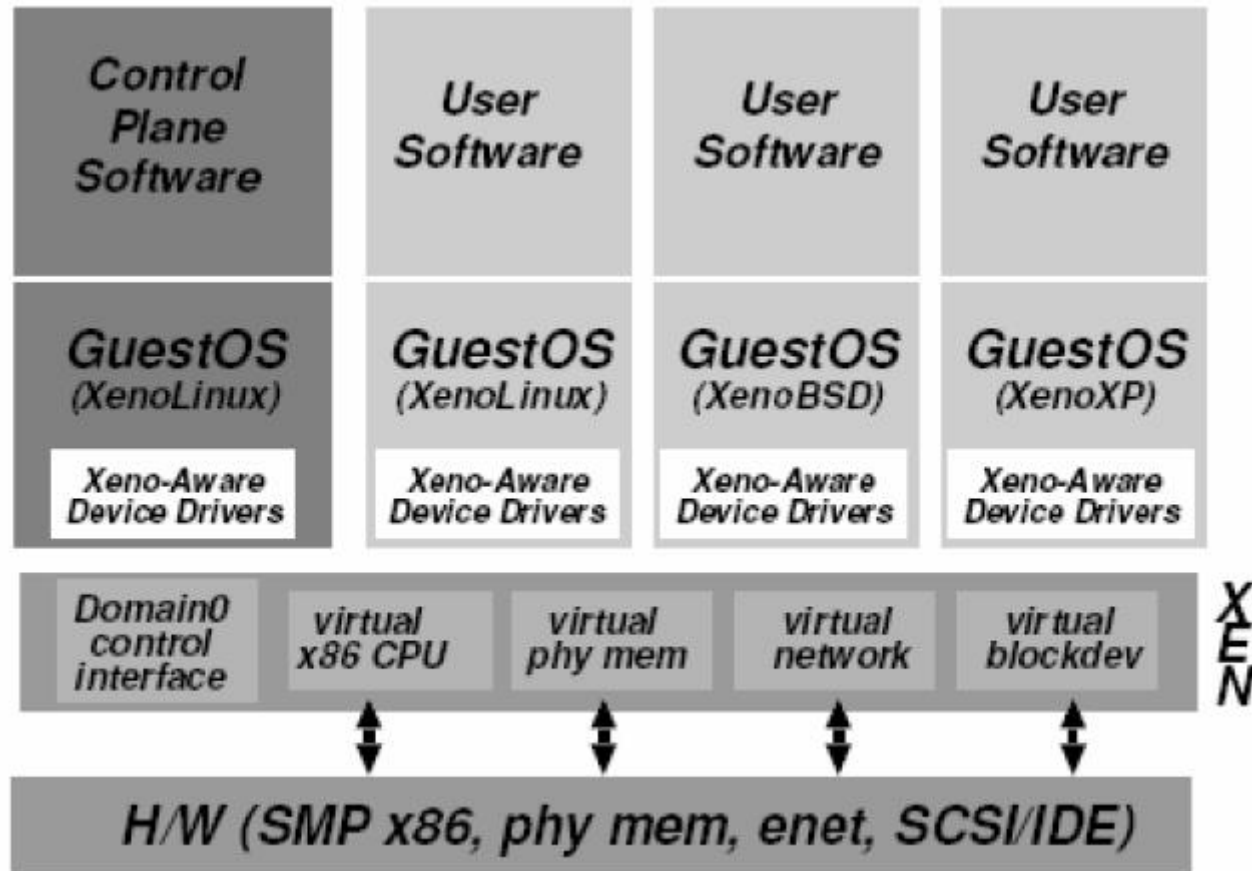 Control
Plane
Software
User
Software
User
Software
User
Software
GuestOS
(XenoLinux)
Xeno-Aware
Device Drivers
GuestOS
(XenoLinux)
Xeno-Aware
Device Drivers
GuestOS
(XenoBSD)
Xeno-Aware
Device Drivers
GuestOS
(XenoXP)
Xeno-Aware
Device Drivers
Domain0
control
interface
virtual
x86 CPU
virtual
phy mem
virtual
network
virtual
blockdev
X
E
N
H/W (SMP x86, phy mem, enet, SCSI/IDE)